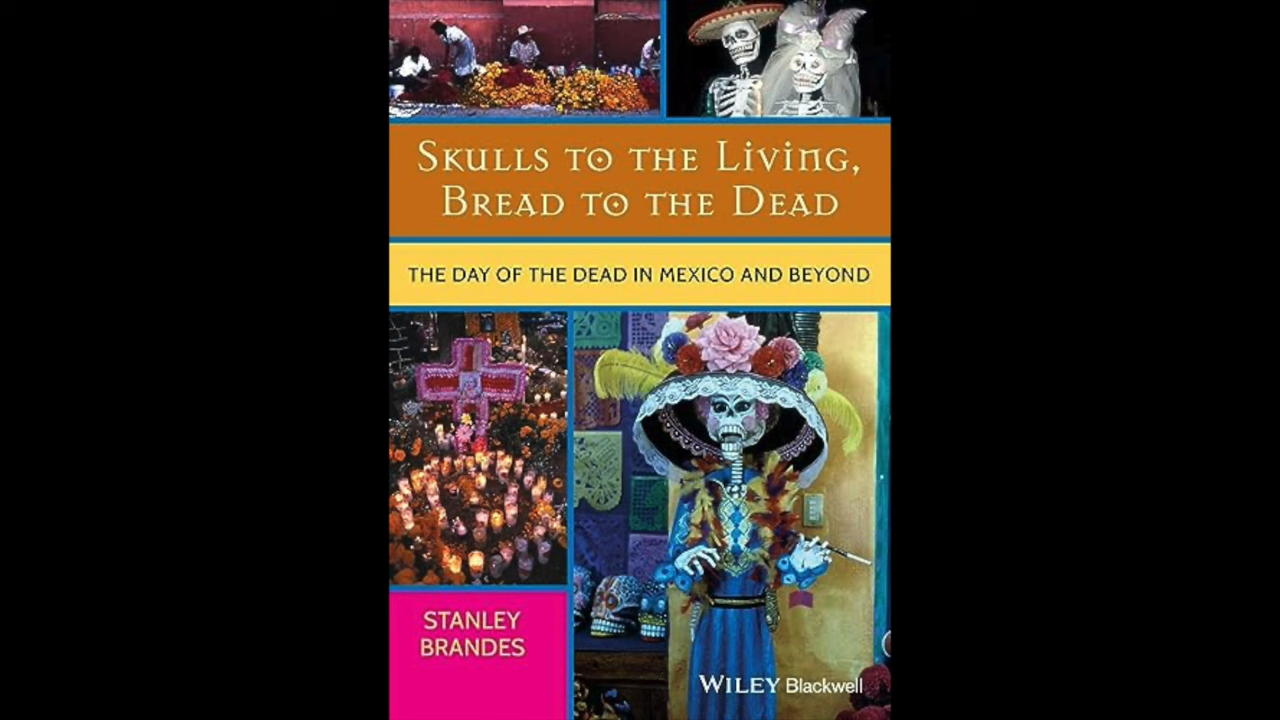 SKULLS TO THE LIVING,
BREAD TO THE DEAD
THE DAY OF THE DEAD IN MEXICO AND BEYOND
STANLEY
BRANDES
WILEY Blackwell